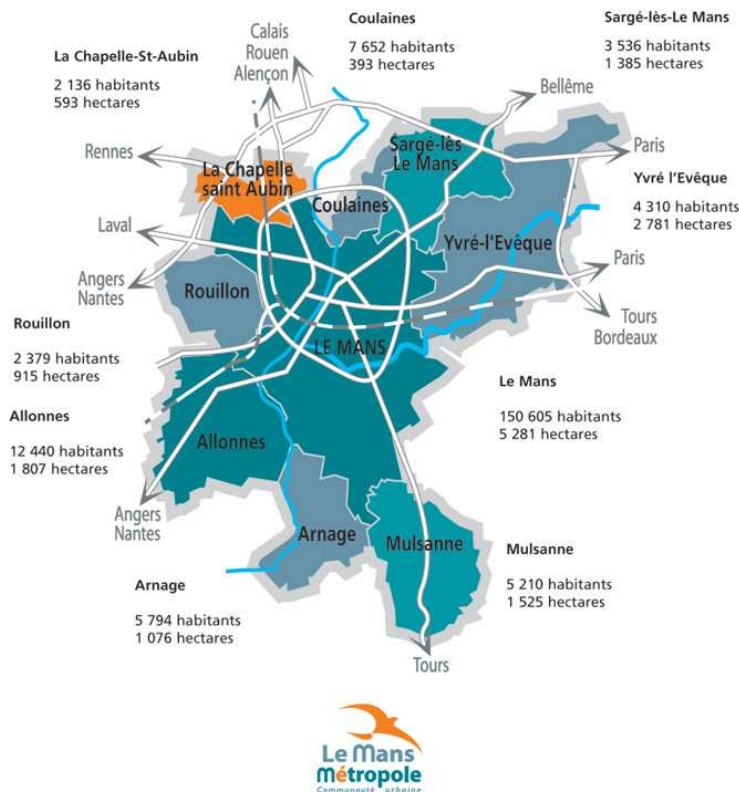 Coulaines
7 652 habitants
393 hectares
Sargé-lès-Le Mans
3 536 habitants
1 385 hectares
La Chapelle-St-Aubin
2 136 habitants
593 hectares
Calais
Rouen
Alençon
Bellême
Rennes
Paris
Sargé-lès
Le Mans
La Chapelle
saint Aubin
Coulaines
Yvré l'Evêque
4 310 habitants
2 781 hectares
Laval
Yvré-l'Evêque
Paris
Angers
Nantes
Rouillon
Tours
Bordeaux
Rouillon
2 379 habitants
915 hectares
LE MANS
Le Mans
150 605 habitants
5 281 hectares
Allonnes
12 440 habitants
1 807 hectares
Allonnes
Angers
Nantes
Arnage
Mulsanne
Mulsanne
5 210 habitants
1 525 hectares
Arnage
5 794 habitants
1 076 hectares
Tours
Le Mans
Métropole
Communauté urbaine